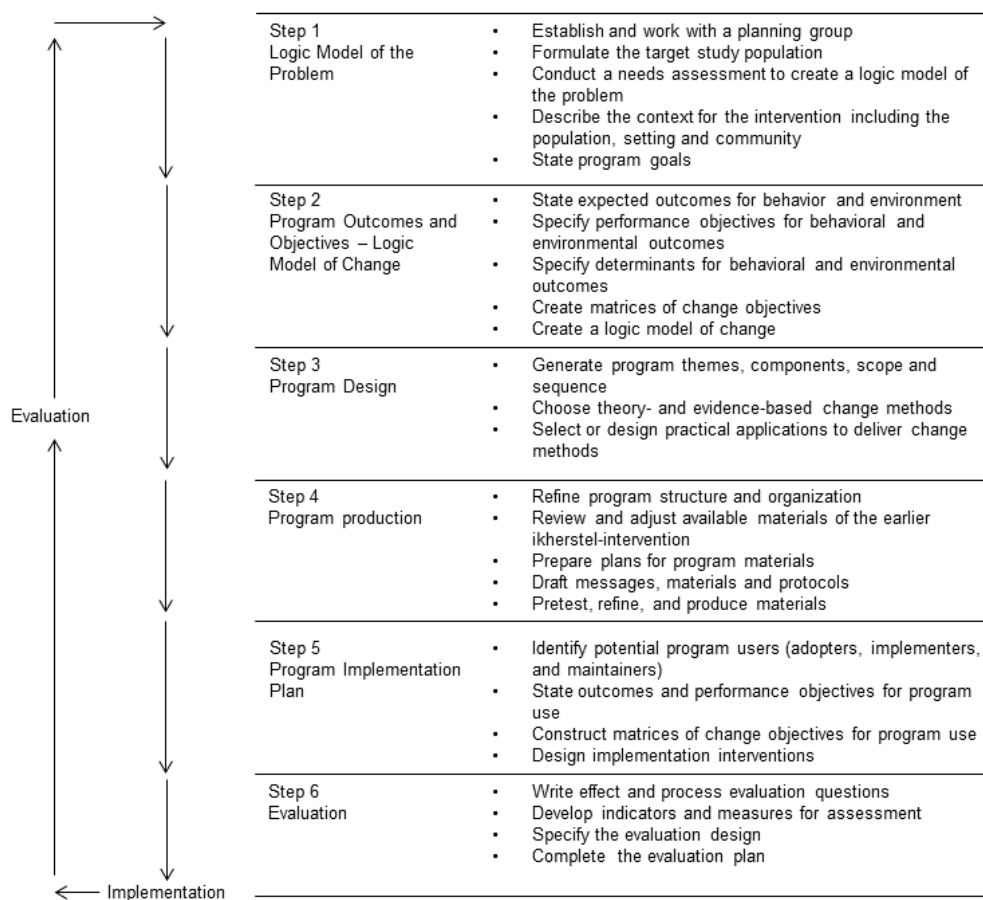 Step 1
Logic Model of the
Problem
• Establish and work with a planning group
• Formulate the target study population
• Conduct a needs assessment to create a logic model of
the problem
• Describe the context for the intervention including the
population, setting and community
• State program goals
Step 2
Program Outcomes and
Objectives – Logic
Model of Change
• State expected outcomes for behavior and environment
• Specify performance objectives for behavioral and
environmental outcomes
• Specify determinants for behavioral and environmental
outcomes
• Create matrices of change objectives
• Create a logic model of change
Step 3
Program Design
• Generate program themes, components, scope and
sequence
• Choose theory- and evidence-based change methods
• Select or design practical applications to deliver change
methods
Evaluation
Step 4
Program production
• Refine program structure and organization
• Review and adjust available materials of the earlier
ikherstel-intervention
• Prepare plans for program materials
• Draft messages, materials and protocols
• Pretest, refine, and produce materials
Step 5
Program Implementation
Plan
• Identify potential program users (adopters, implementers,
and maintainers)
• State outcomes and performance objectives for program
use
• Construct matrices of change objectives for program use
• Design implementation interventions
Step 6
Evaluation
• Write effect and process evaluation questions
• Develop indicators and measures for assessment
• Specify the evaluation design
• Complete the evaluation plan
Implementation